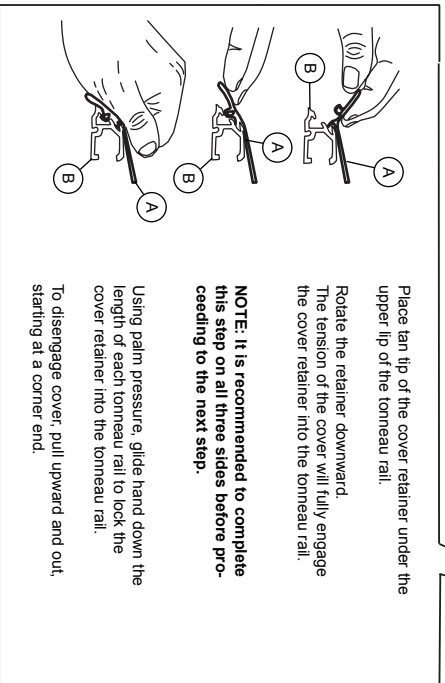 A
B
Place tan tip of the cover retainer under the
upper lip of the tonneau rail.
A
B
Rotate the retainer downward.
The tension of the cover will fully engage
the cover retainer into the tonneau rail.
NOTE: It is recommended to complete
this step on all three sides before pro-
ceeding to the next step.
A
B
Using palm pressure, glide hand down the
length of each tonneau rail to lock the
cover retainer into the tonneau rail.
To disengage cover, pull upward and out,
starting at a corner end.